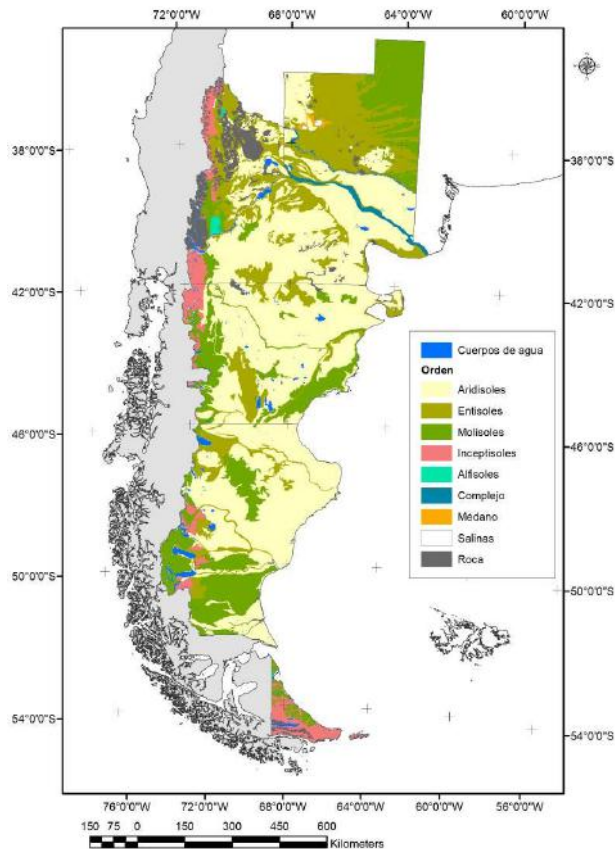 72°0'0"W 68°0'0"W 64°0'0"W 60°0'0"W
38°0'0"S 38°0'0"S
42°0'0"S 42°0'0"S
Cuerpos de agua
Orden
Aridisoles
Entisoles
Molisoles
Inceptisoles
Alfisoles
Complejo
Médano
Salinas
Roca
46°0'0"S 46°0'0"S
50°0'0"S 50°0'0"S
54°0'0"S 54°0'0"S
76°0'0"W 72°0'0"W 68°0'0"W 64°0'0"W 60°0'0"W 56°0'0"W
150 75 0 150 300 450 600
Kilometers